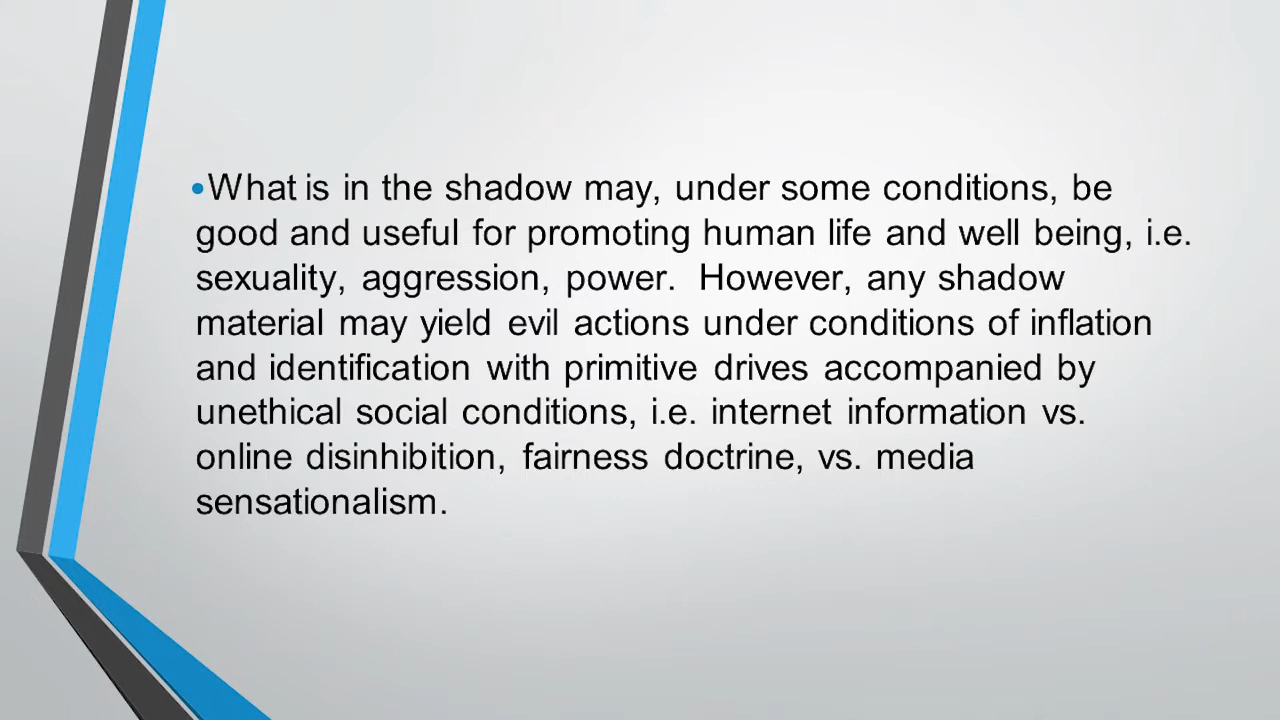 •What is in the shadow may, under some conditions, be
good and useful for promoting human life and well being, i.e.
sexuality, aggression, power.  However, any shadow
material may yield evil actions under conditions of inflation
and identification with primitive drives accompanied by
unethical social conditions, i.e. internet information vs.
online disinhibition, fairness doctrine, vs. media
sensationalism.